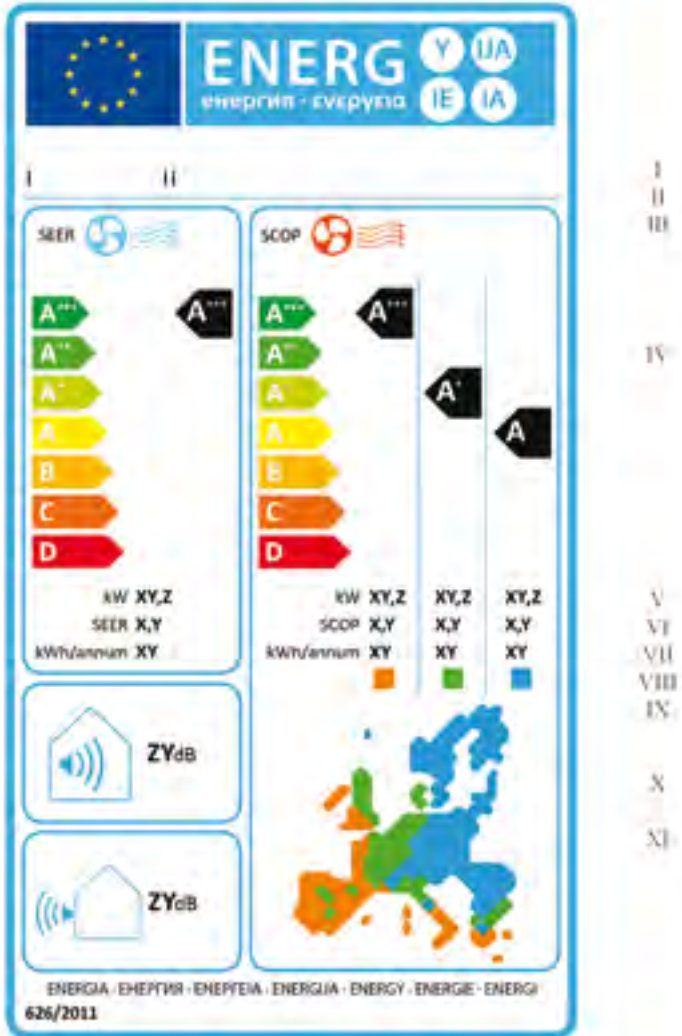 ENERG Y IJA
енергия · ενεργεια IE IA
I II
I
II
III
SEER
SCOP
A+++ A+++
A++
A+
A
B
C
D
A+++ A+++
A++
A+ A+
A A
B
C
D
IV
kW XY,Z
SEER X,Y
kWh/annum XY
kW XY,Z XY,Z XY,Z
SCOP X,Y X,Y X,Y
kWh/annum XY XY XY
V
VI
VII
VIII
IX
ZYdB
X
ZYdB
XI
ENERGIA · ЕНЕРГИЯ · ΕΝΕΡΓΕΙΑ · ENERGIJA · ENERGY · ENERGIE · ENERGI
626/2011